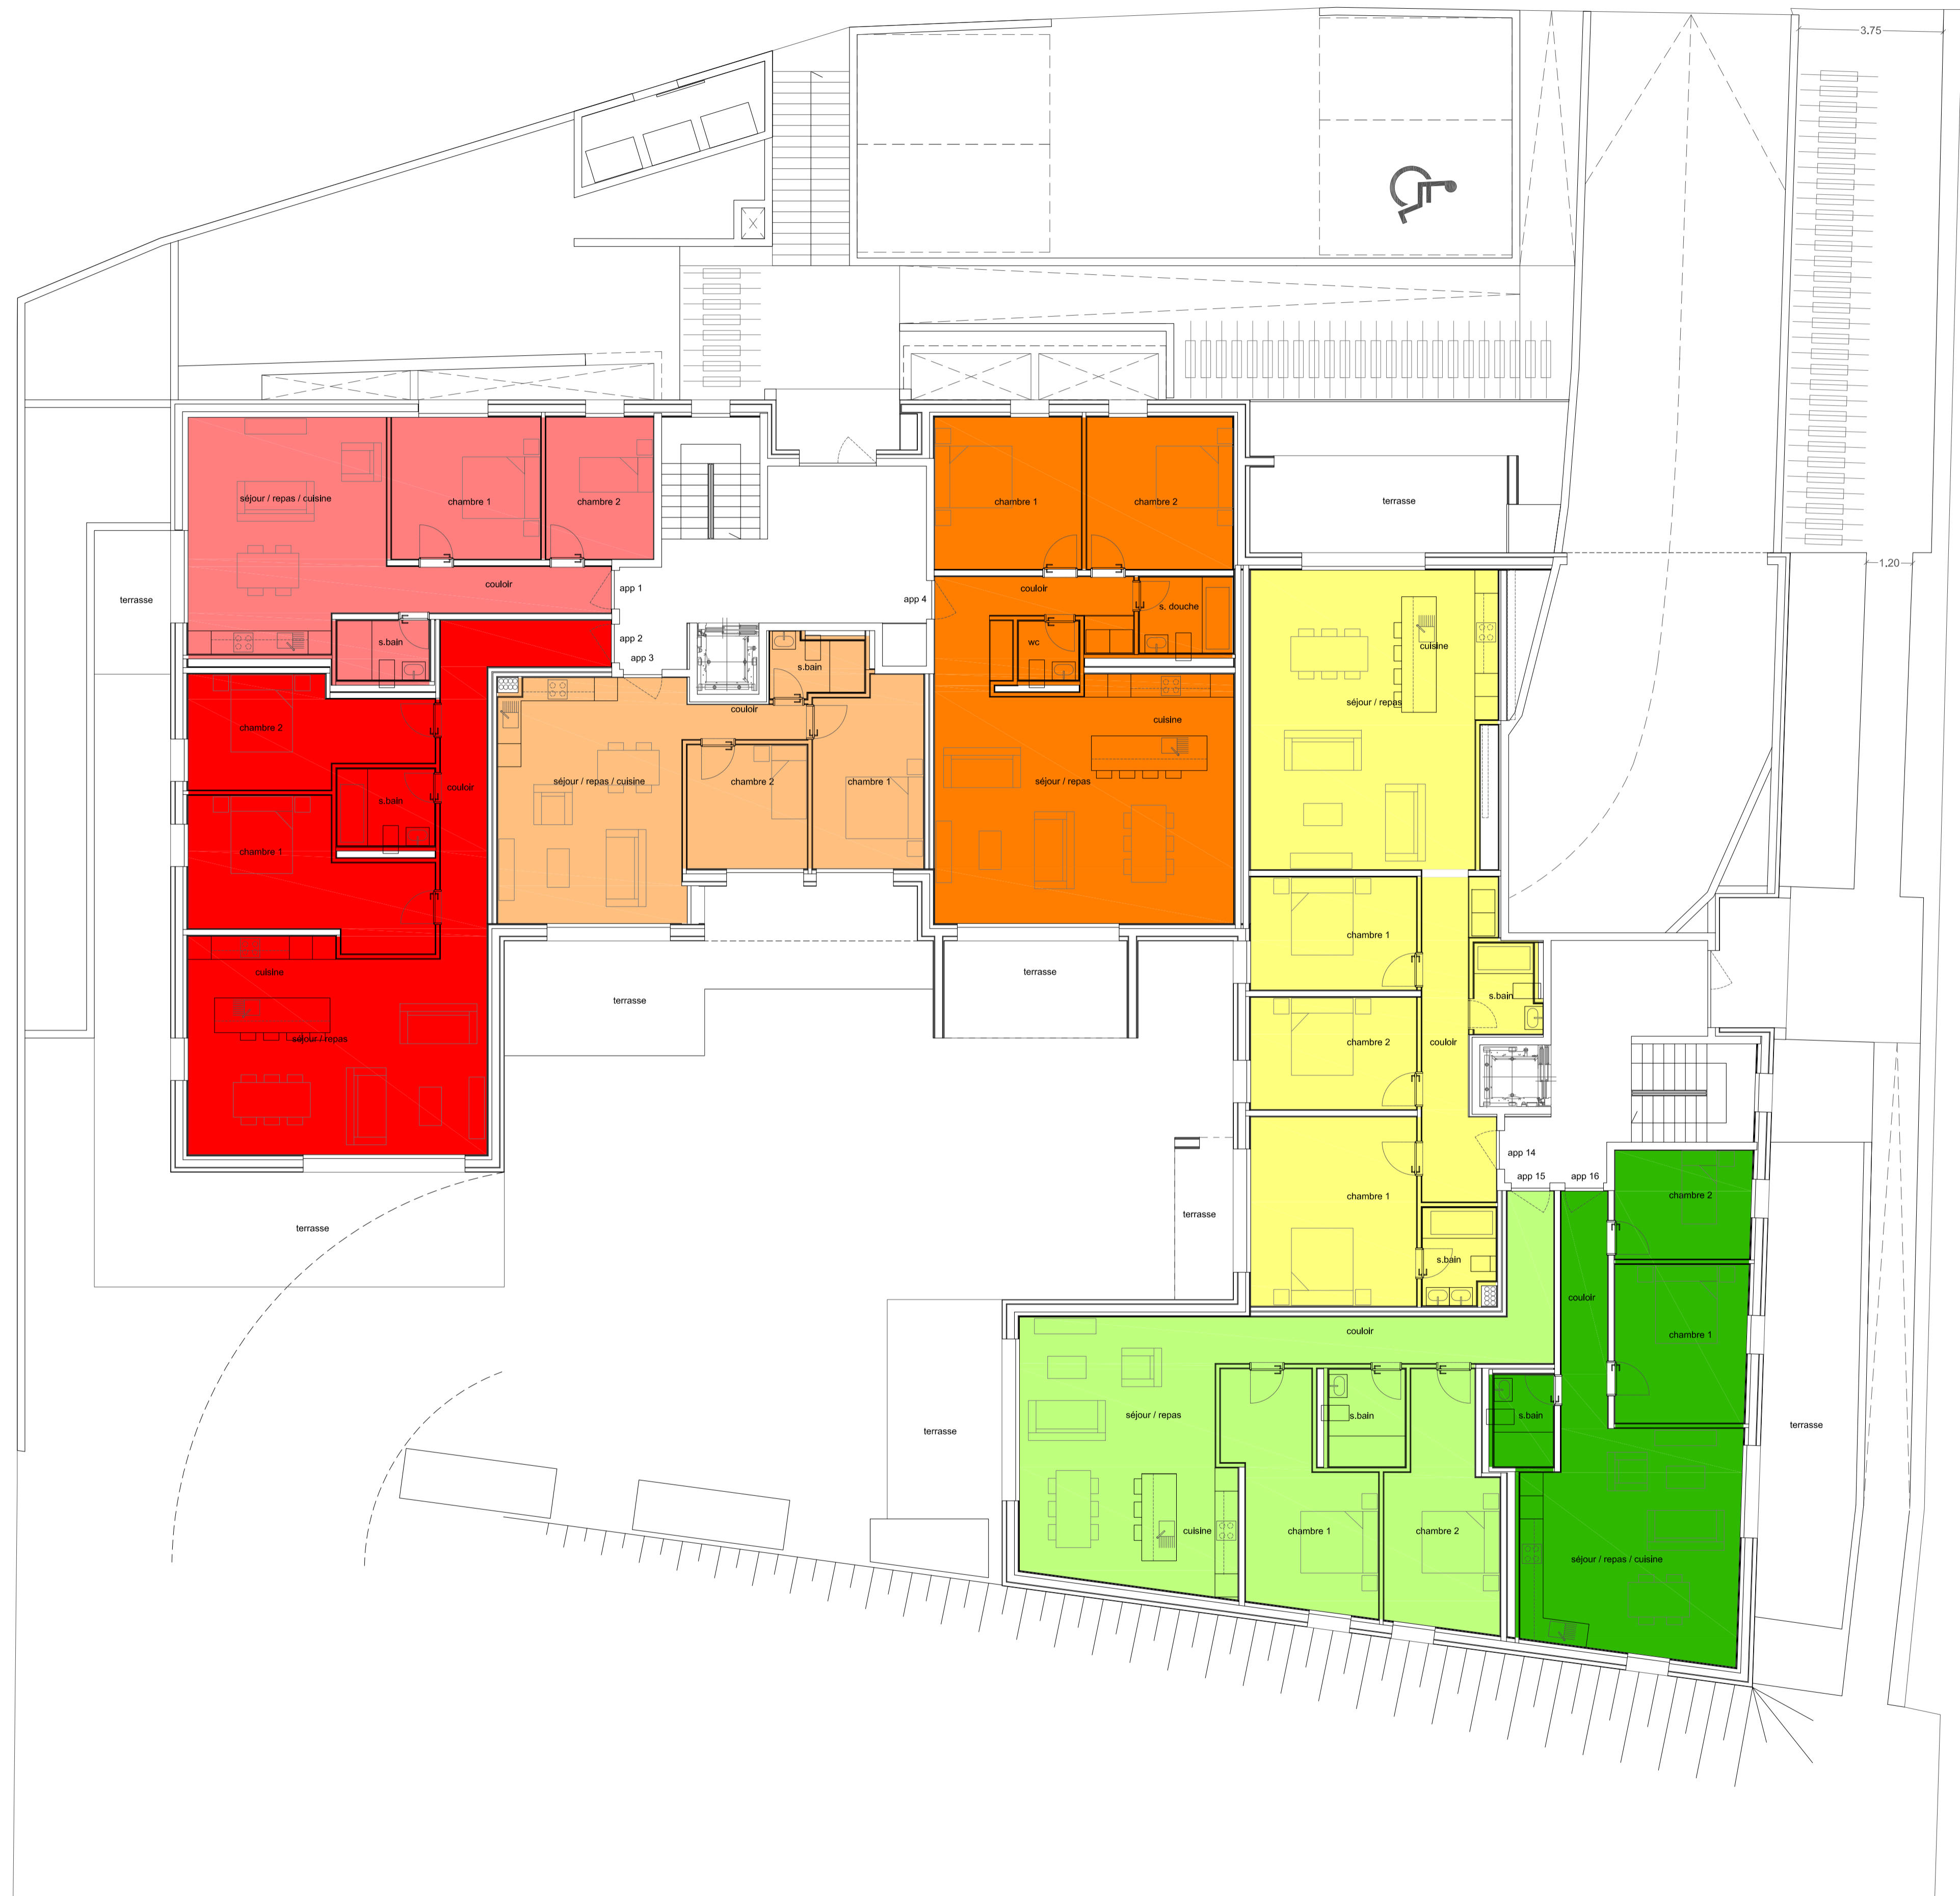 3.75
1.20
séjour / repas / cuisine
chambre 1
chambre 2
couloir
terrasse
s.bain
app 1
app 2
app 3
app 4
chambre 1
chambre 2
couloir
s. douche
wc
cuisine
séjour / repas
terrasse
terrasse
cuisine
séjour / repas
chambre 2
s.bain
couloir
chambre 1
cuisine
séjour / repas
terrasse
s.bain
couloir
séjour / repas / cuisine
chambre 2
chambre 1
terrasse
chambre 1
s.bain
chambre 2
couloir
app 14
app 15
app 16
chambre 1
s.bain
terrasse
chambre 2
couloir
chambre 1
terrasse
couloir
séjour / repas
s.bain
s.bain
terrasse
cuisine
chambre 1
chambre 2
séjour / repas / cuisine